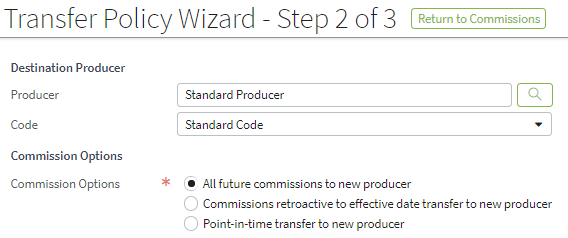 Transfer Policy Wizard - Step 2 of 3 Return to Commissions
Destination Producer
Producer Standard Producer
Code Standard Code
Commission Options
Commission Options * All future commissions to new producer
Commissions retroactive to effective date transfer to new producer
Point-in-time transfer to new producer